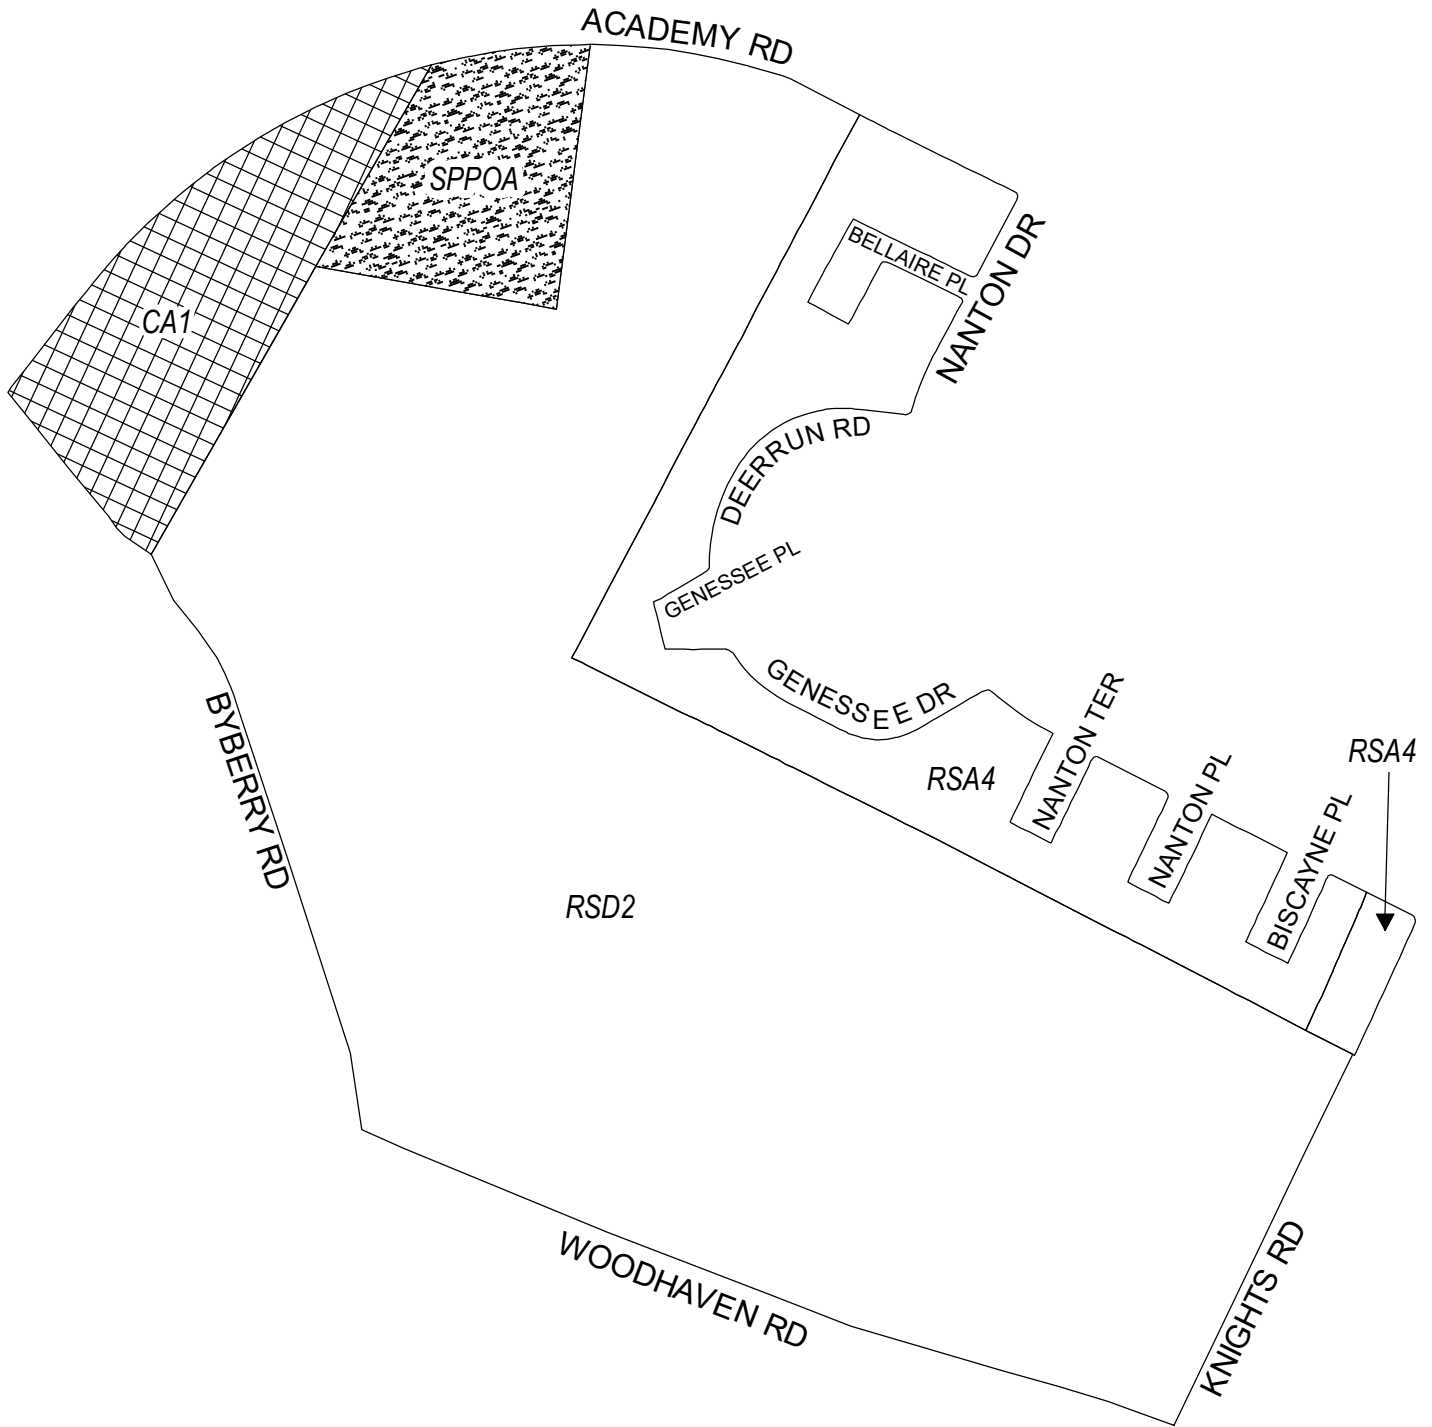 ACADEMY RD
SPPOA
BELLAIRE PL
NANTON DR
CA1
DEERRUN RD
GENESSEE PL
GENESSEE DR
NANTON TER
RSA4
RSA4
NANTON PL
BISCAYNE PL
BYBERRY RD
RSD2
WOODHAVEN RD
KNIGHTS RD